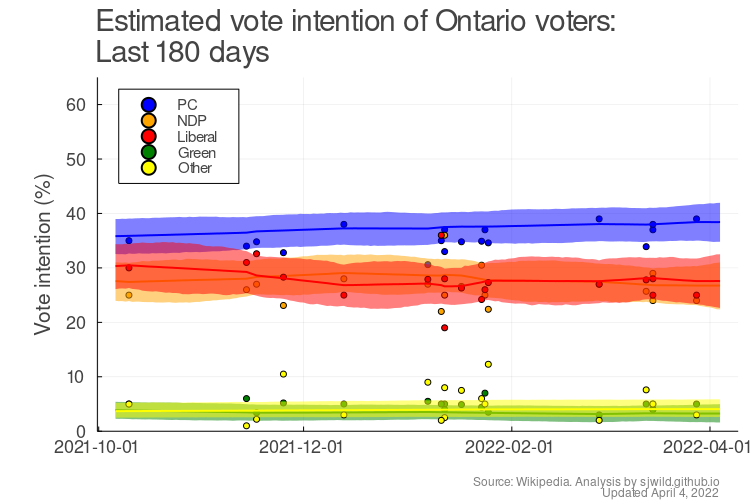 Estimated vote intention of Ontario voters:
Last 180 days
PC
NDP
Liberal
Green
Other
Vote intention (%)
60
50
40
30
20
10
0
2021-10-01
2021-12-01
2022-02-01
2022-04-01
Source: Wikipedia. Analysis by sjwild.github.io
Updated April 4, 2022